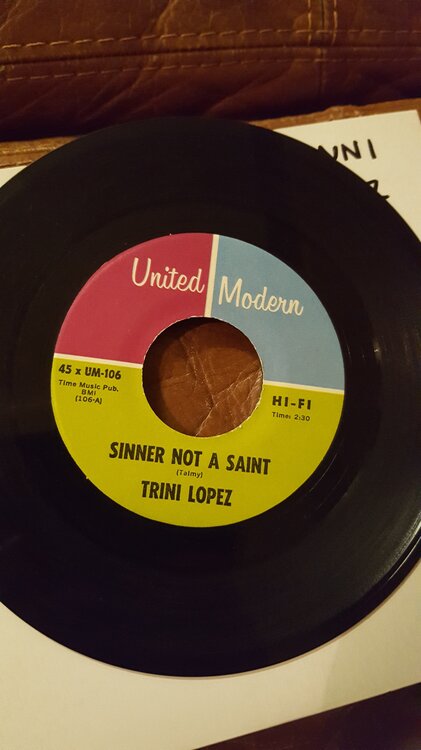 United Modern
45 x UM-106
Time Music Pub.
BMI
(106-A)
HI-FI
Time: 2:30
SINNER NOT A SAINT
(Talmy)
TRINI LOPEZ